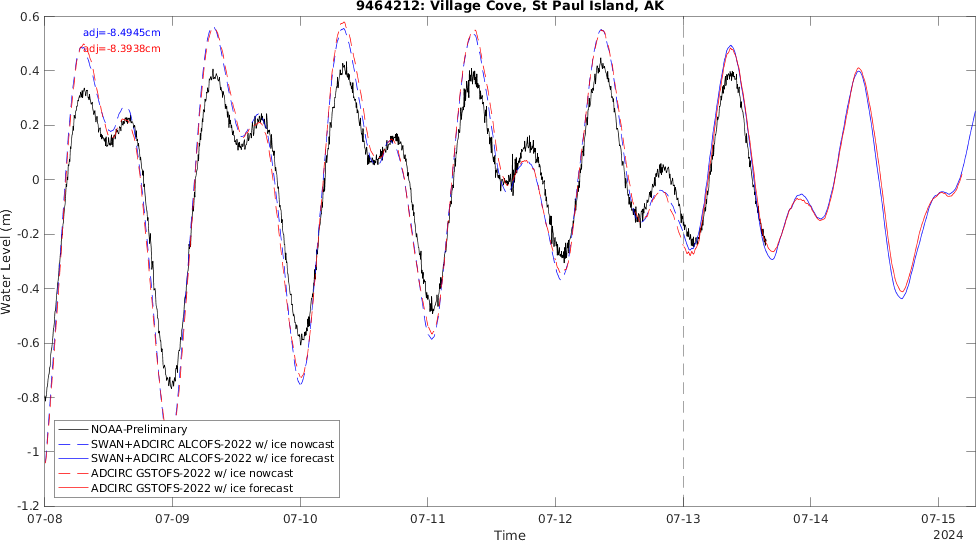 9464212: Village Cove, St Paul Island, AK
adj=-8.4945cm
adj=-8.3938cm
0.6
0.4
0.2
0
-0.2
-0.4
-0.6
-0.8
-1
-1.2
Water Level (m)
NOAA-Preliminary
SWAN+ADCIRC ALCOFS-2022 w/ ice nowcast
SWAN+ADCIRC ALCOFS-2022 w/ ice forecast
ADCIRC GSTOFS-2022 w/ ice nowcast
ADCIRC GSTOFS-2022 w/ ice forecast
07-08 07-09 07-10 07-11 07-12 07-13 07-14 07-15
Time
2024